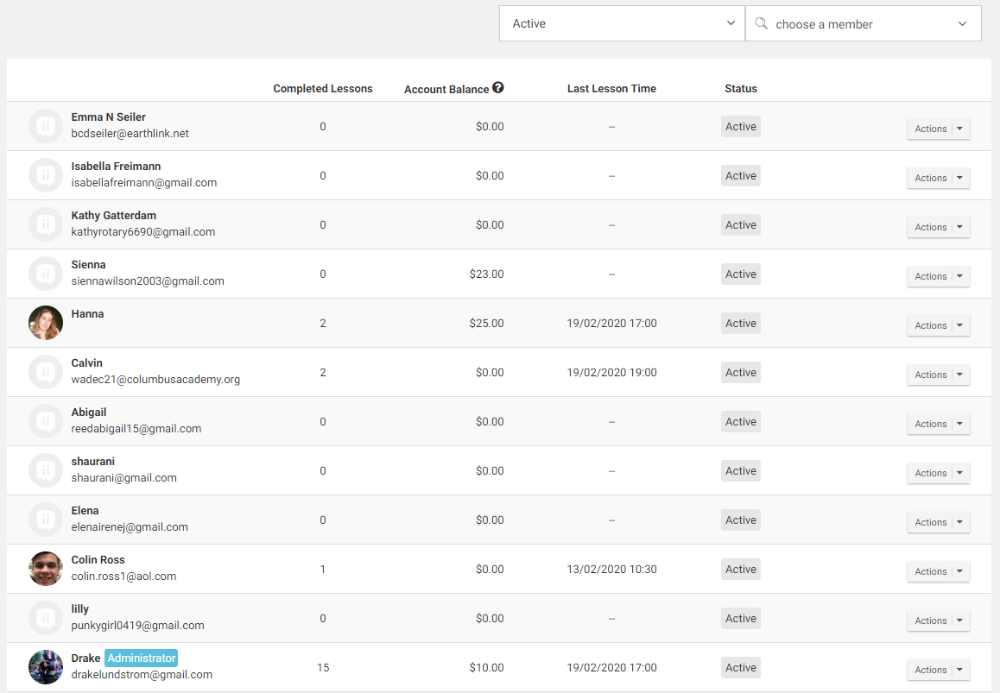 Active
choose a member
Completed Lessons Account Balance ? Last Lesson Time Status
Emma N Seiler
bcdseiler@earthlink.net
0 $0.00 -- Active Actions
Isabella Freimann
isabellafreimann@gmail.com
0 $0.00 -- Active Actions
Kathy Gatterdam
kathyrotary6690@gmail.com
0 $0.00 -- Active Actions
Sienna
siennawilson2003@gmail.com
0 $23.00 -- Active Actions
Hanna
2 $25.00 19/02/2020 17:00 Active Actions
Calvin
wadec21@columbusacademy.org
2 $0.00 19/02/2020 19:00 Active Actions
Abigail
reedabigail15@gmail.com
0 $0.00 -- Active Actions
shaurani
shaurani@gmail.com
0 $0.00 -- Active Actions
Elena
elenairenej@gmail.com
0 $0.00 -- Active Actions
Colin Ross
colin.ross1@aol.com
1 $0.00 13/02/2020 10:30 Active Actions
lilly
punkygirl0419@gmail.com
0 $0.00 -- Active Actions
Drake Administrator
drakelundstrom@gmail.com
15 $10.00 19/02/2020 17:00 Active Actions